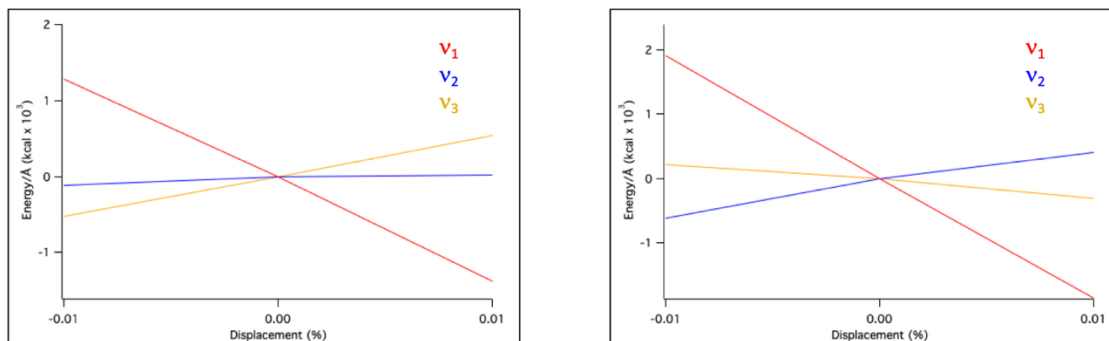 2
1
0
-1
Energy/Å (kcal x 10³)
-0.01
0.00
0.01
Displacement (%)
ν₁
ν₂
ν₃
2
1
0
-1
Energy/Å (kcal x 10³)
-0.01
0.00
0.01
Displacement (%)
ν₁
ν₂
ν₃